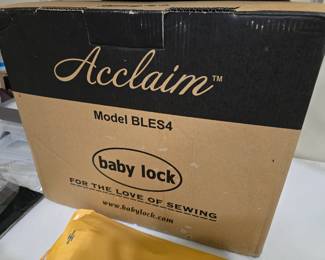 Acclaim™
Model BLES4
baby lock
FOR THE LOVE OF SEWING
www.babylock.com